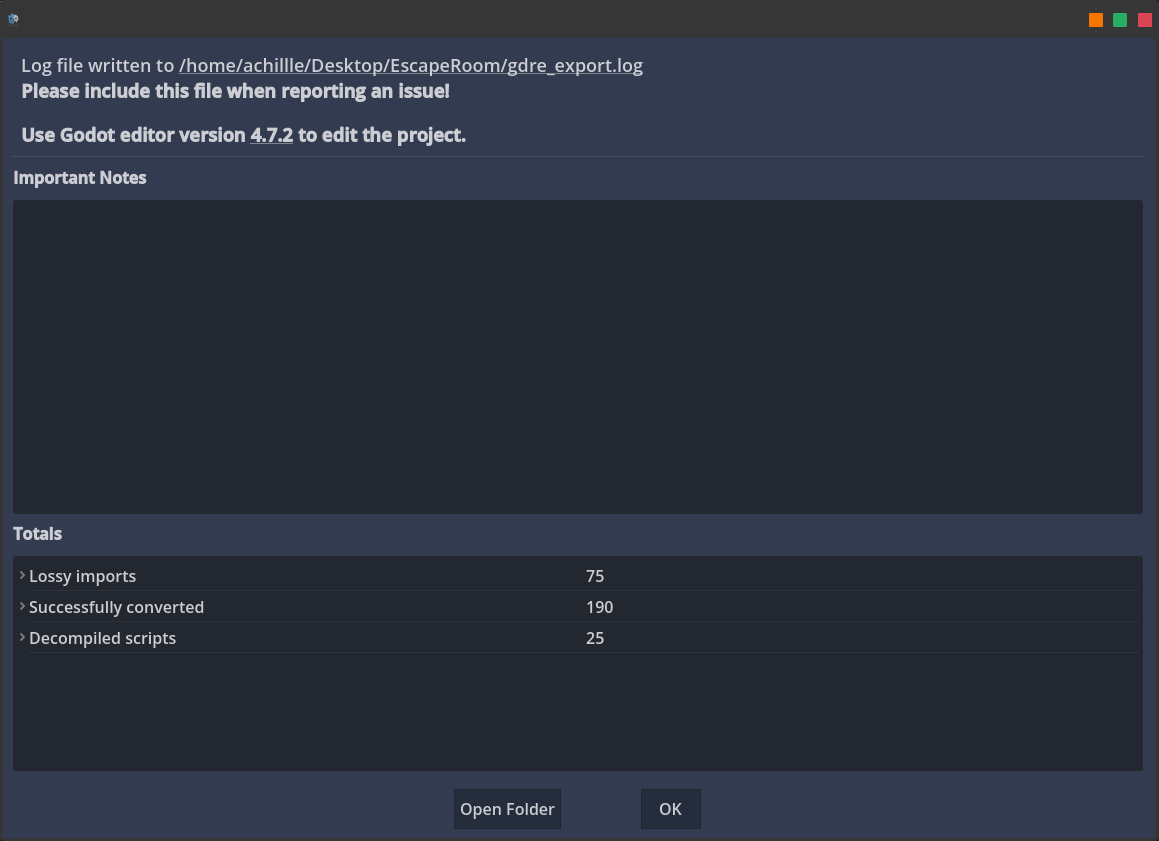 Log file written to /home/achillle/Desktop/EscapeRoom/gdre_export.log
Please include this file when reporting an issue!
Use Godot editor version 4.7.2 to edit the project.
Important Notes
Totals
Lossy imports 75
Successfully converted 190
Decompiled scripts 25
Open Folder OK